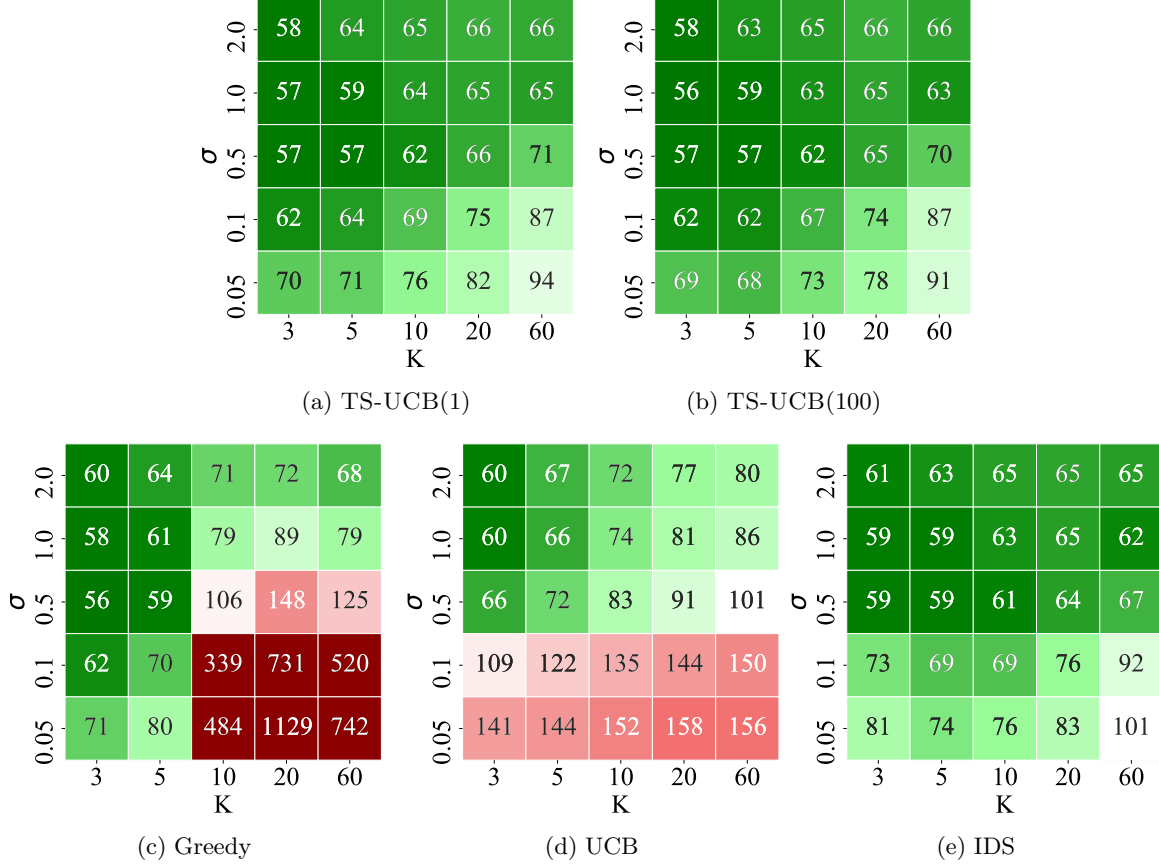 2.0 58 64 65 66 66
1.0 57 59 64 65 65
σ 0.5 57 57 62 66 71
0.1 62 64 69 75 87
0.05 70 71 76 82 94
3 5 10 20 60
K
(a) TS-UCB(1)
2.0 58 63 65 66 66
1.0 56 59 63 65 63
σ 0.5 57 57 62 65 70
0.1 62 62 67 74 87
0.05 69 68 73 78 91
3 5 10 20 60
K
(b) TS-UCB(100)
2.0 60 64 71 72 68
1.0 58 61 79 89 79
σ 0.5 56 59 106 148 125
0.1 62 70 339 731 520
0.05 71 80 484 1129 742
3 5 10 20 60
K
(c) Greedy
2.0 60 67 72 77 80
1.0 60 66 74 81 86
σ 0.5 66 72 83 91 101
0.1 109 122 135 144 150
0.05 141 144 152 158 156
3 5 10 20 60
K
(d) UCB
2.0 61 63 65 65 65
1.0 59 59 63 65 62
σ 0.5 59 59 61 64 67
0.1 73 69 69 76 92
0.05 81 74 76 83 101
3 5 10 20 60
K
(e) IDS